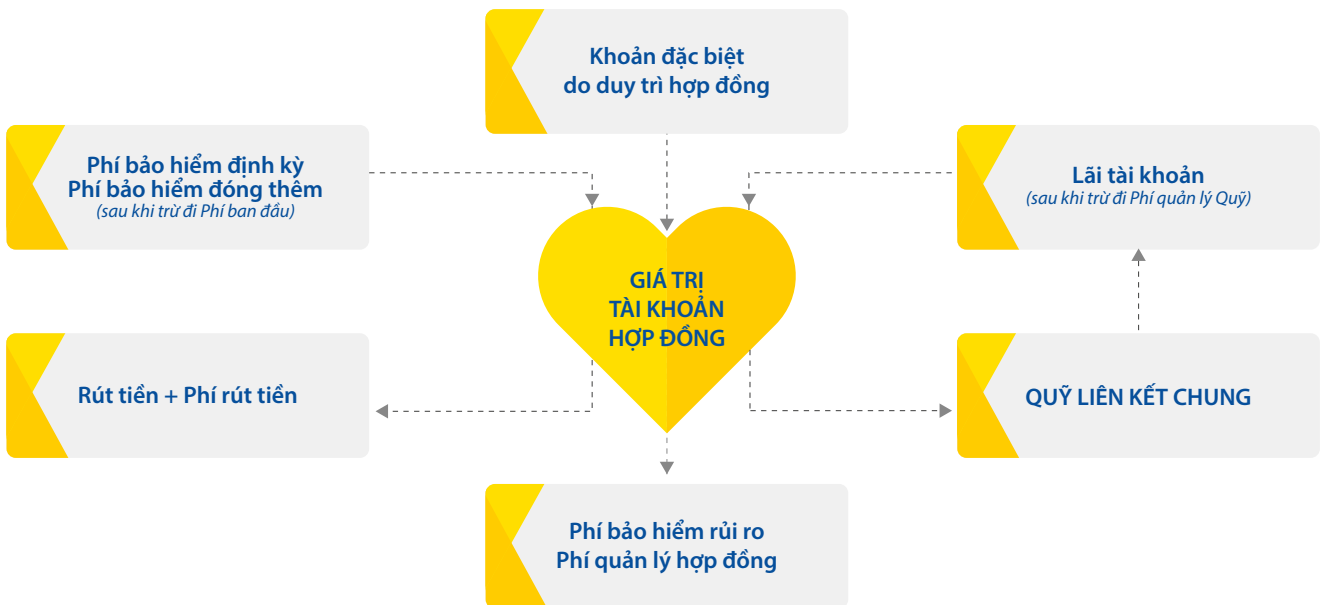 Khoản đặc biệt
do duy trì hợp đồng
Phí bảo hiểm định kỳ
Phí bảo hiểm đóng thêm
(sau khi trừ đi Phí ban đầu)
Lãi tài khoản
(sau khi trừ đi Phí quản lý Quỹ)
GIÁ TRỊ
TÀI KHOẢN
HỢP ĐỒNG
Rút tiền + Phí rút tiền
QUỸ LIÊN KẾT CHUNG
Phí bảo hiểm rủi ro
Phí quản lý hợp đồng